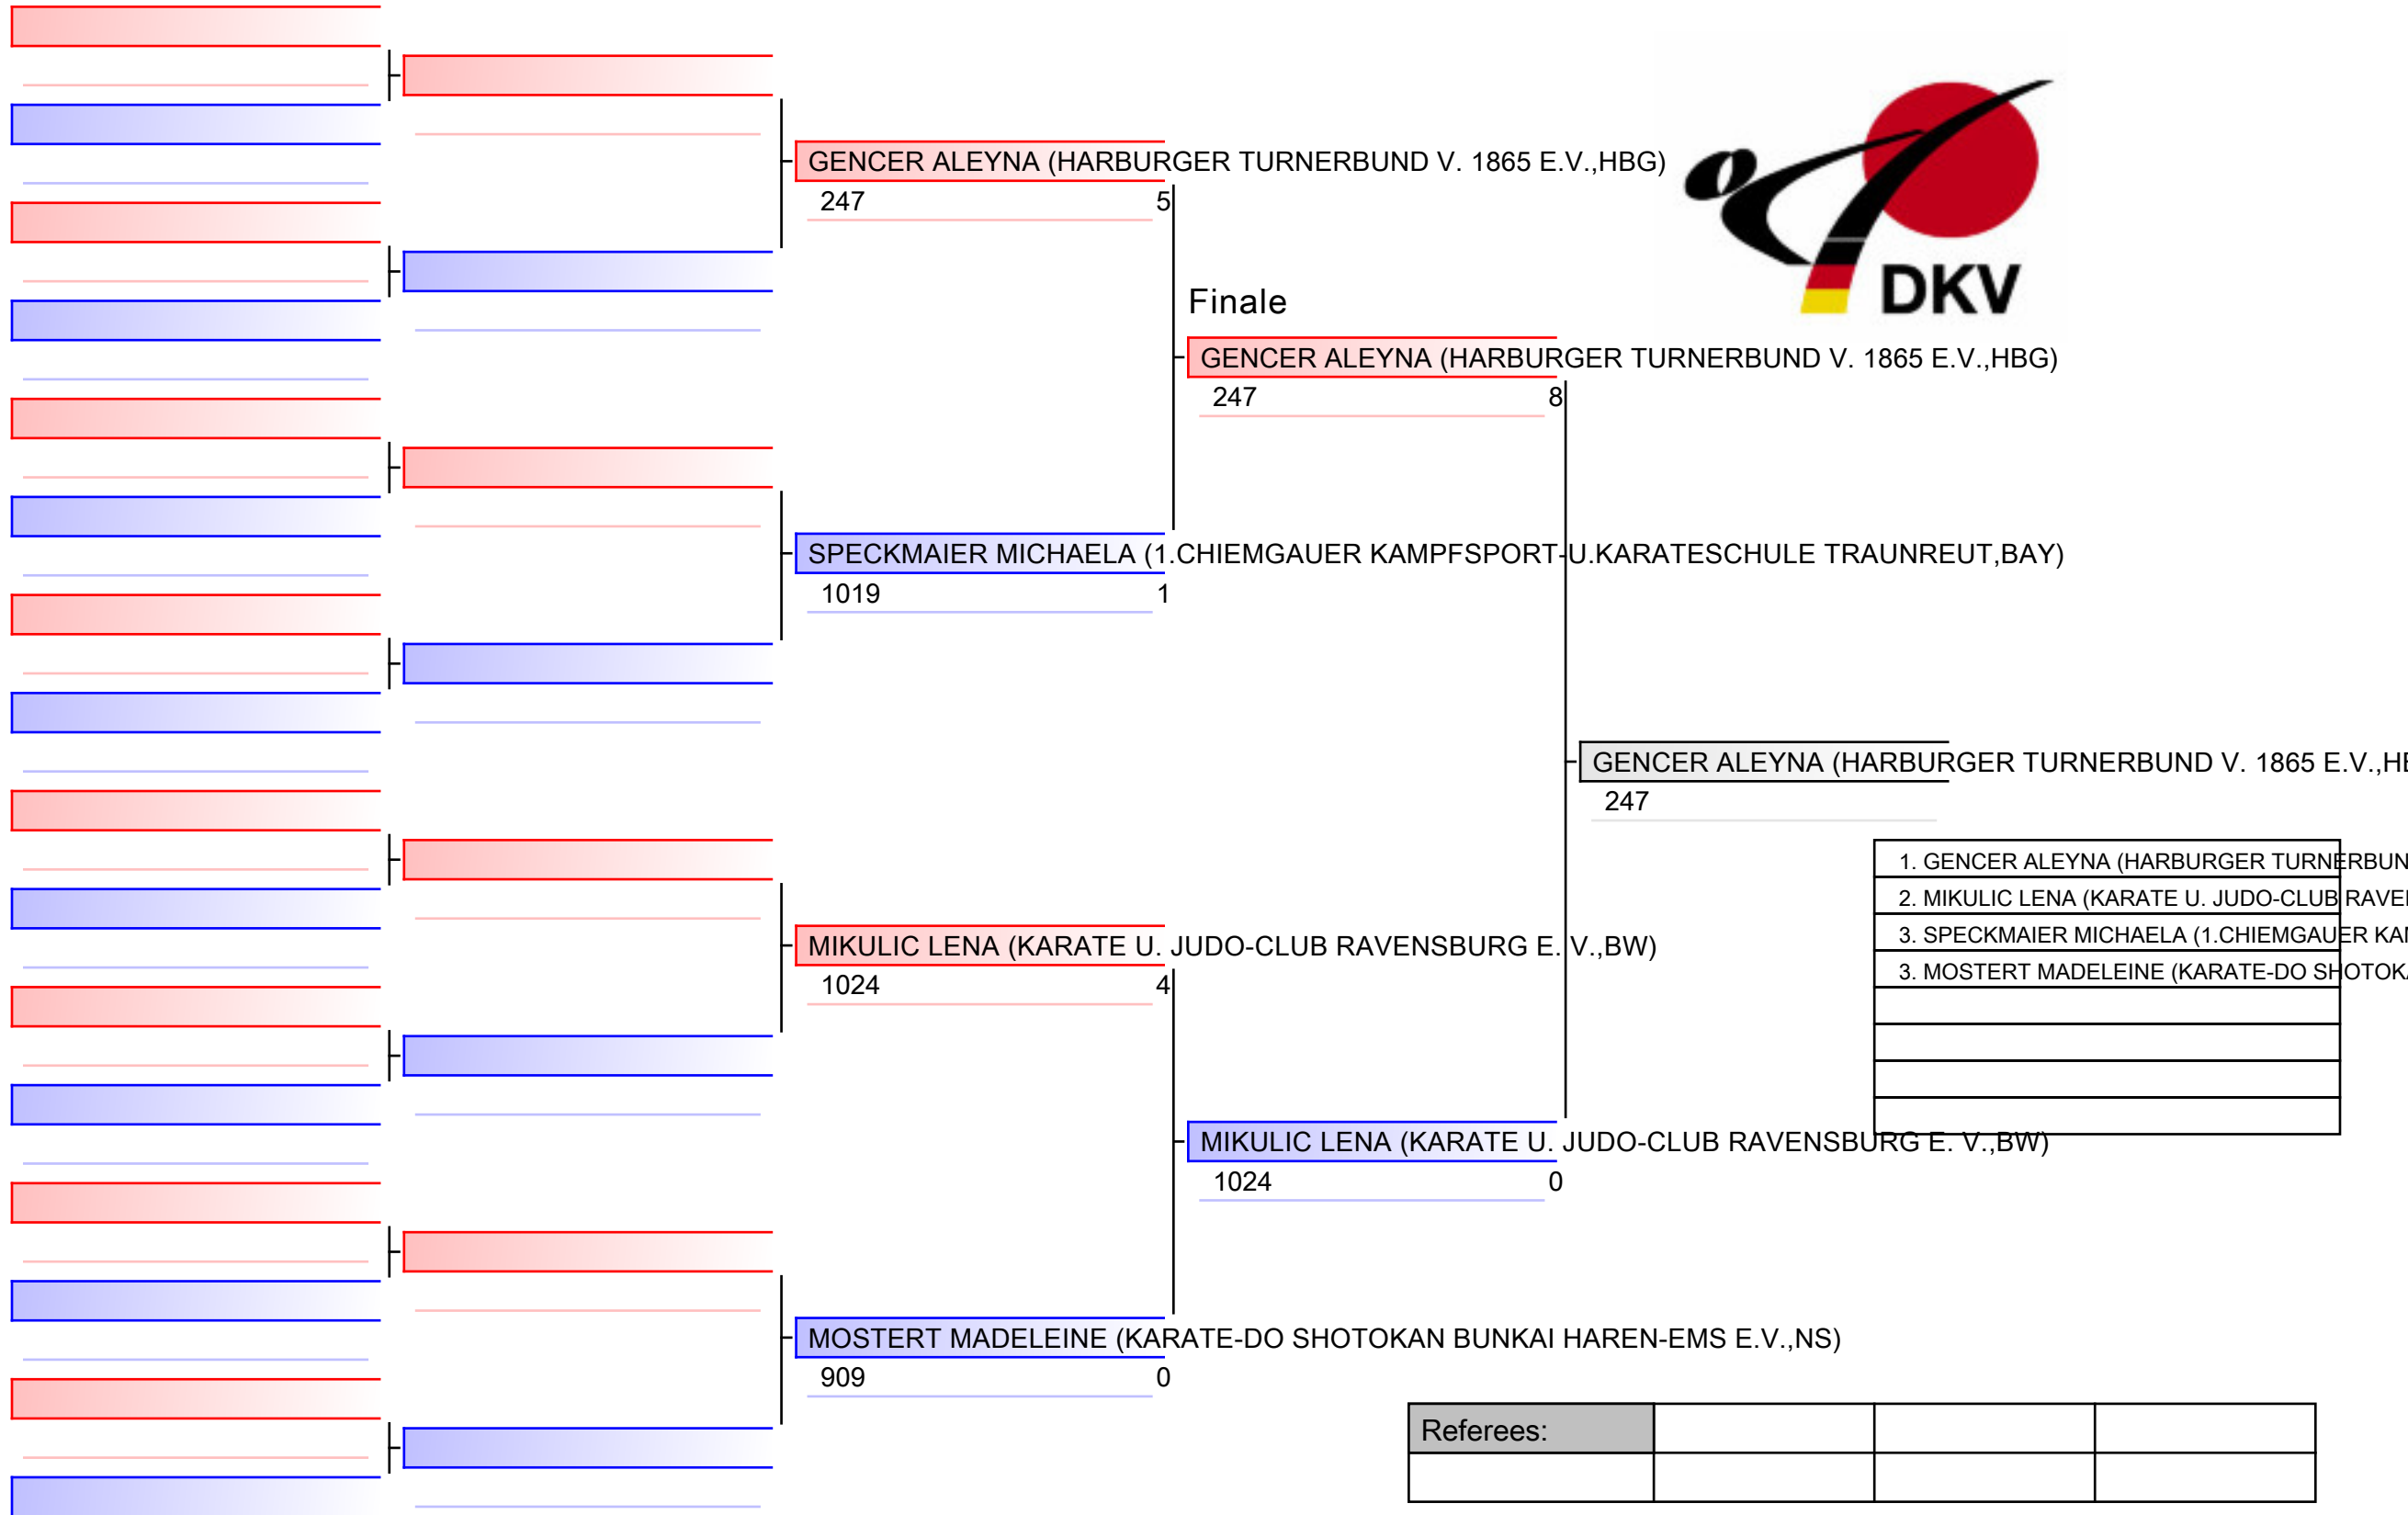 GENCER ALEYNA (HARBURGER TURNERBUND V. 1865 E.V.,HBG)
247 5
DKV
Finale
GENCER ALEYNA (HARBURGER TURNERBUND V. 1865 E.V.,HBG)
247 8
SPECKMAIER MICHAELA (1.CHIEMGAUER KAMPFSPORT-U.KARATESCHULE TRAUNREUT,BAY)
1019 1
GENCER ALEYNA (HARBURGER TURNERBUND V. 1865 E.V.,H
247
1. GENCER ALEYNA (HARBURGER TURNERBUN
2. MIKULIC LENA (KARATE U. JUDO-CLUB RAVE
3. SPECKMAIER MICHAELA (1.CHIEMGAUER KA
3. MOSTERT MADELEINE (KARATE-DO SHOTOK
MIKULIC LENA (KARATE U. JUDO-CLUB RAVENSBURG E. V.,BW)
1024 4
MIKULIC LENA (KARATE U. JUDO-CLUB RAVENSBURG E. V.,BW)
1024 0
MOSTERT MADELEINE (KARATE-DO SHOTOKAN BUNKAI HAREN-EMS E.V.,NS)
909 0
Referees: